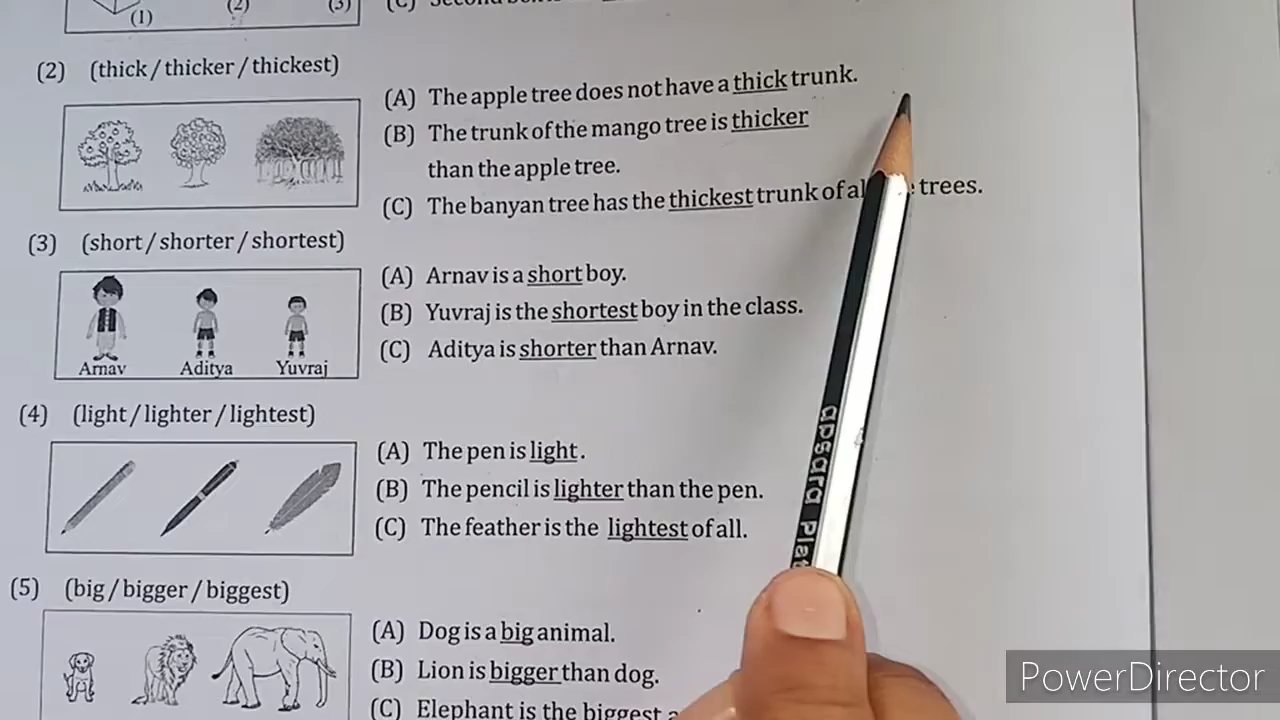 (1) (2) (3)
(2) (thick / thicker / thickest)
(A) The apple tree does not have a thick trunk.
(B) The trunk of the mango tree is thicker
than the apple tree.
(C) The banyan tree has the thickest trunk of trees.
(3) (short / shorter / shortest)
Arnav Aditya Yuvraj
(A) Arnav is a short boy.
(B) Yuvraj is the shortest boy in the class.
(C) Aditya is shorter than Arnav.
(4) (light / lighter / lightest)
(A) The pen is light.
(B) The pencil is lighter than the pen.
(C) The feather is the lightest of all.
(5) (big / bigger / biggest)
(A) Dog is a big animal.
(B) Lion is bigger than dog.
(C) Elephant is the biggest
apsara Plat
PowerDirector